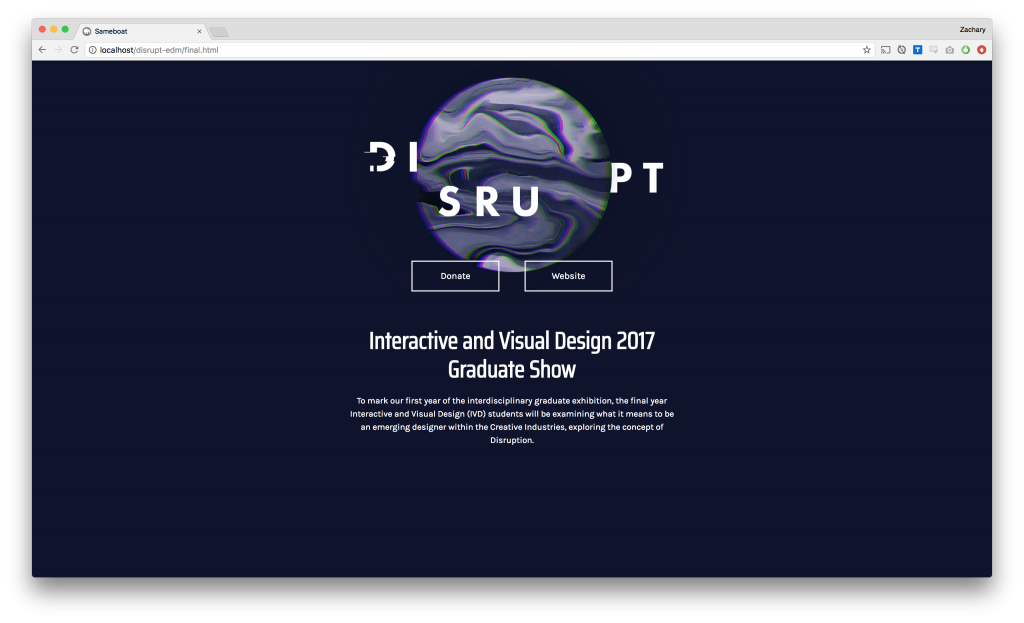 Sameboat
Zachary
localhost/disrupt-edm/final.html
DI
SRU
PT
Donate
Website
Interactive and Visual Design 2017
Graduate Show
To mark our first year of the interdisciplinary graduate exhibition, the final year
Interactive and Visual Design (IVD) students will be examining what it means to be
an emerging designer within the Creative Industries, exploring the concept of
Disruption.